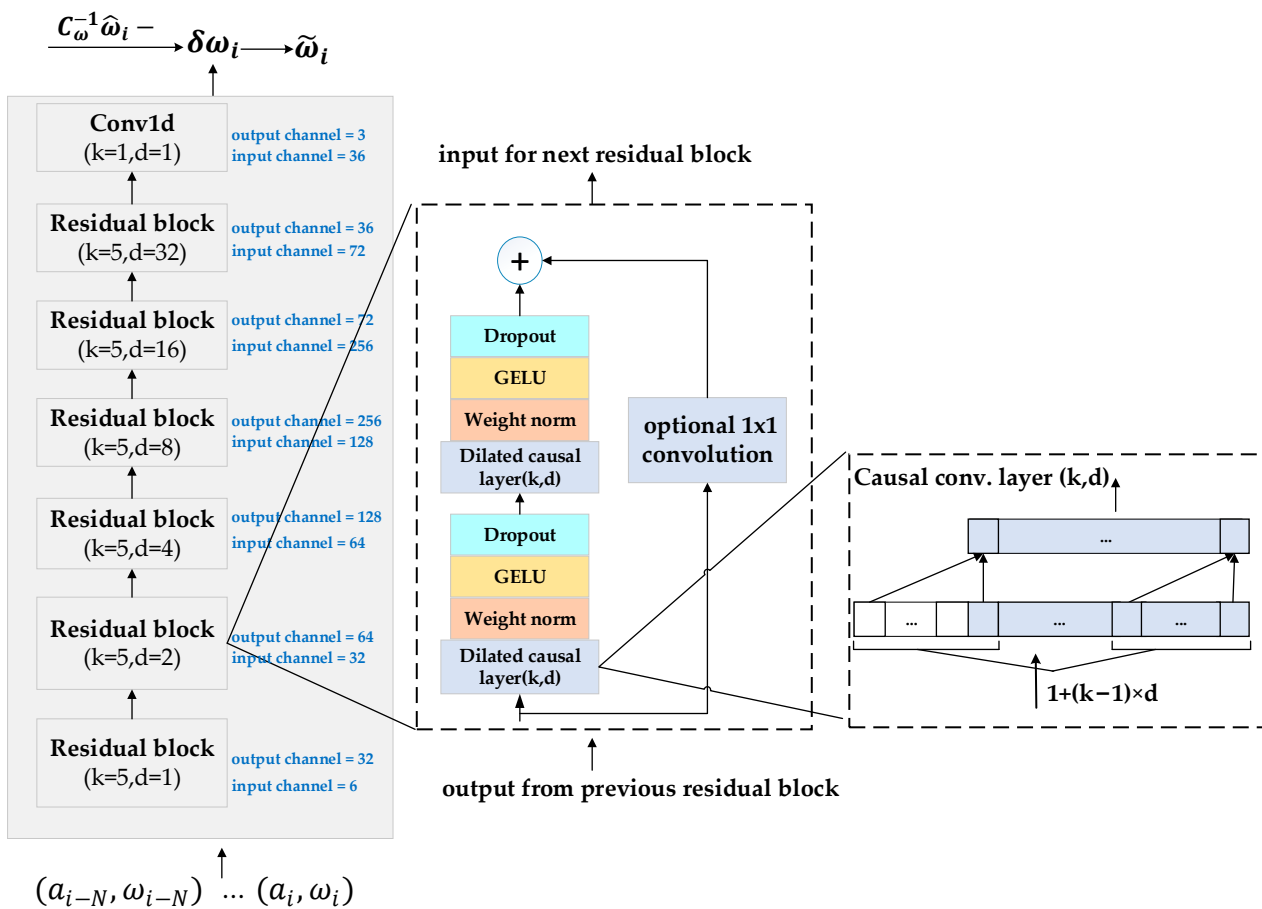 C_ω^{-1} ω̂_i −
δω_i
ω̃_i
Conv1d
(k=1,d=1)
output channel = 3
input channel = 36
Residual block
(k=5,d=32)
output channel = 36
input channel = 72
Residual block
(k=5,d=16)
output channel = 72
input channel = 256
Residual block
(k=5,d=8)
output channel = 256
input channel = 128
Residual block
(k=5,d=4)
output channel = 128
input channel = 64
Residual block
(k=5,d=2)
output channel = 64
input channel = 32
Residual block
(k=5,d=1)
output channel = 32
input channel = 6
(a_{i−N}, ω_{i−N}) … (a_i, ω_i)
input for next residual block
+
Dropout
GELU
Weight norm
Dilated causal
layer(k,d)
Dropout
GELU
Weight norm
Dilated causal
layer(k,d)
optional 1x1
convolution
output from previous residual block
Causal conv. layer (k,d)
...
... ... ...
1+(k−1)×d